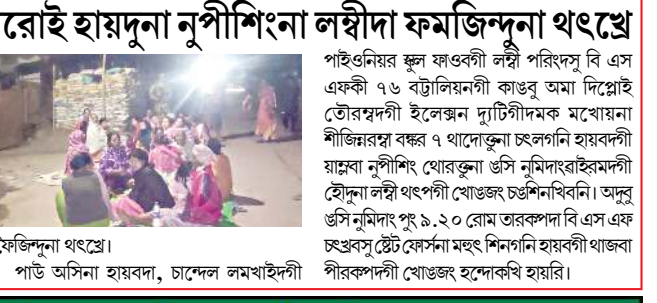 রোই হায়দুনা নুপীশিংনা লম্বীদা ফমজিন্দুনা থৎখ্রে
ফৈজিন্দুনা থৎখ্রে।
পাউ অসিনা হায়বদা, চান্দেল লমখাইদগী
পাইওনিয়র স্কুল ফাওবগী লম্বী পরিংদসু বি এস
এফকী ৭৬ বট্টালিয়নগী কাঙবু অমা দিপ্লোই
তৌরম্বদগী ইলেক্সন দ্যুটিগীদমক মখোয়না
শীজিন্নরম্বা বঙ্কর ৭ থাদোক্তুনা চৎলগনি হায়বদগী
য়াম্লবা নুপীশিং থোরক্তুনা ঙসি নুমিদাংৱাইরমদগী
হৌদুনা লম্বী থৎপগী খোঙজং চঙশিনখিবনি। অদুবু
ঙসি নুমিদাং পুং ৯.২০ রোম তারকপদা বি এস এফ
চৎখ্রবসু ষ্টেট ফোর্সনা মহুৎ শিনগনি হায়বগী থাজবা
পীরকপদগী খোঙজং হন্দোকখি হায়রি।